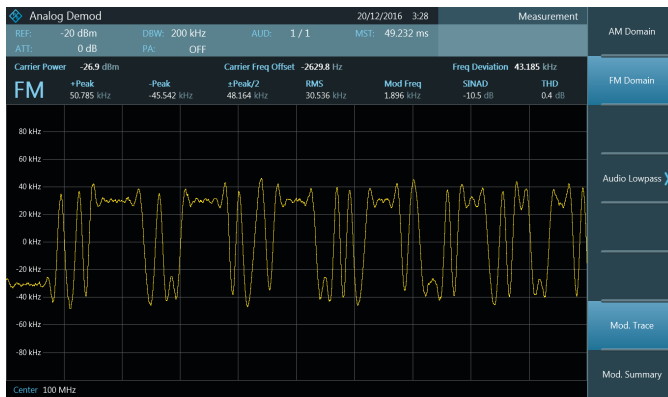 Analog Demod 20/12/2016 3:28 Measurement
REF: -20 dBm DBW: 200 kHz AUD: 1 / 1 MST: 49.232 ms
ATT: 0 dB PA: OFF
Carrier Power -26.9 dBm Carrier Freq Offset -2629.8 Hz Freq Deviation 43.185 kHz
FM +Peak -Peak ±Peak/2 RMS Mod Freq SINAD THD
50.785 kHz -45.542 kHz 48.164 kHz 30.536 kHz 1.896 kHz -10.5 dB 0.4 dB
80 kHz
60 kHz
40 kHz
20 kHz
0 kHz
-20 kHz
-40 kHz
-60 kHz
-80 kHz
Center 100 MHz
AM Domain
FM Domain
Audio Lowpass
Mod. Trace
Mod. Summary